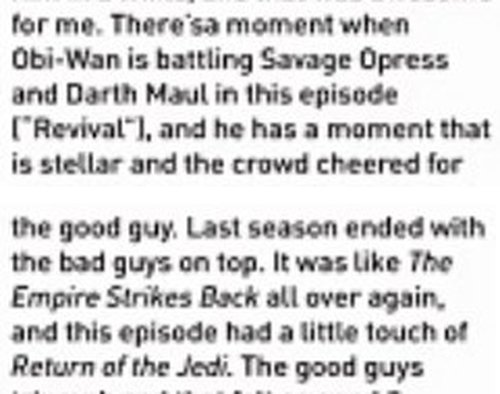 for me. There'sa moment when
Obi-Wan is battling Savage Opress
and Darth Maul in this episode
["Revival"], and he has a moment that
is stellar and the crowd cheered for
the good guy. Last season ended with
the bad guys on top. It was like The
Empire Strikes Back all over again,
and this episode had a little touch of
Return of the Jedi. The good guys